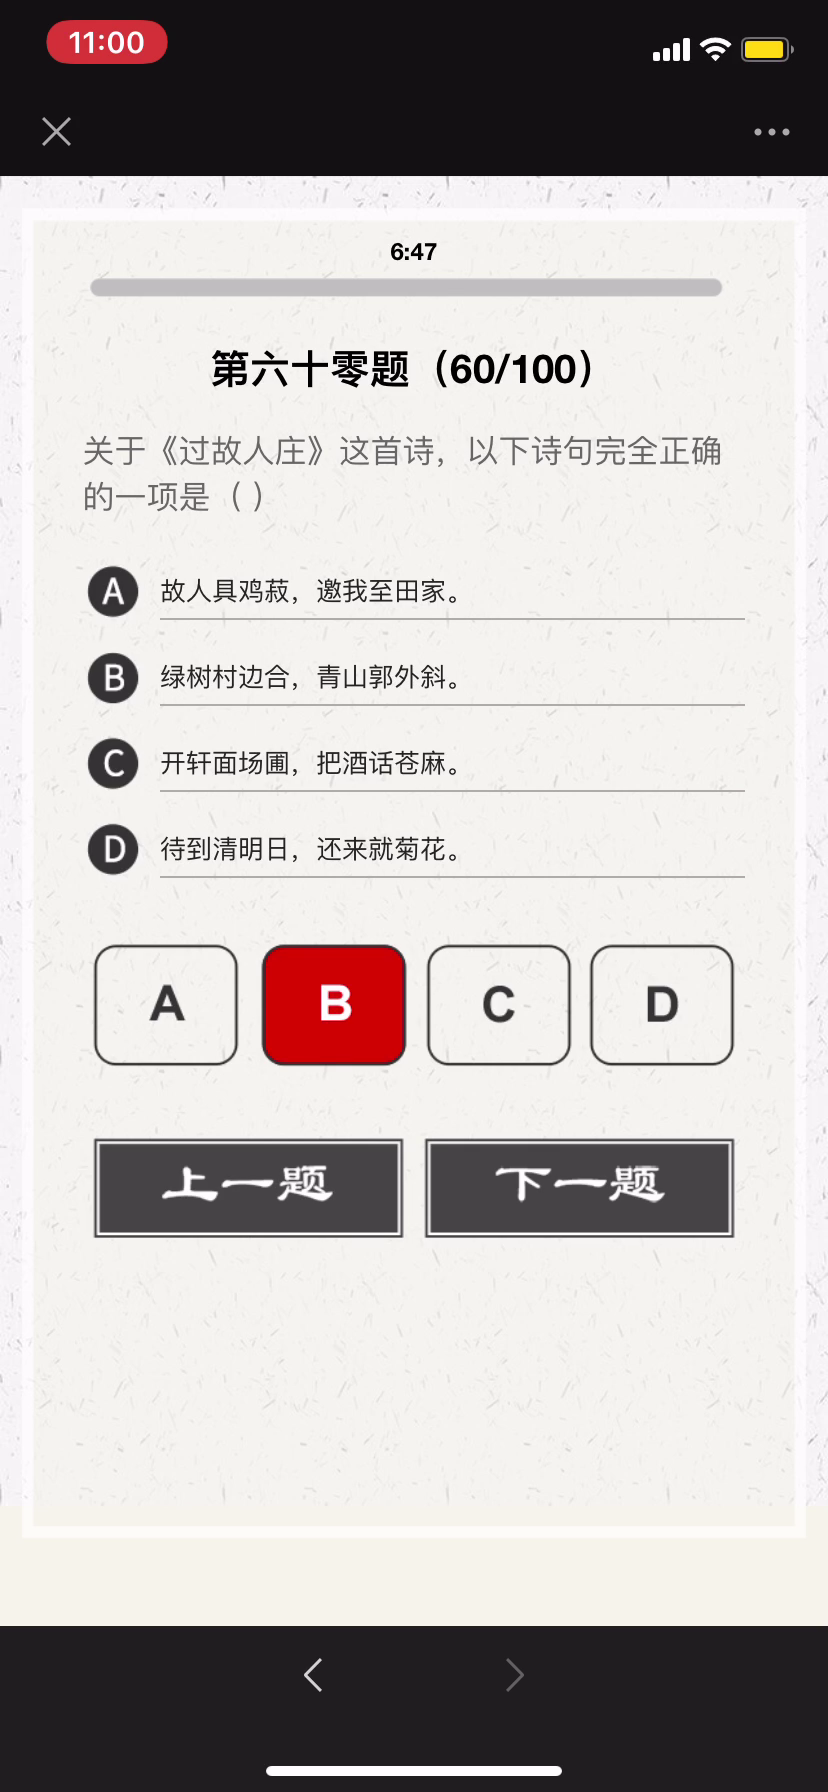 11:00
6:47
第六十零题（60/100）
关于《过故人庄》这首诗，以下诗句完全正确
的一项是（ ）
A 故人具鸡菽，邀我至田家。
B 绿树村边合，青山郭外斜。
C 开轩面场圃，把酒话苍麻。
D 待到清明日，还来就菊花。
A B C D
上一题 下一题